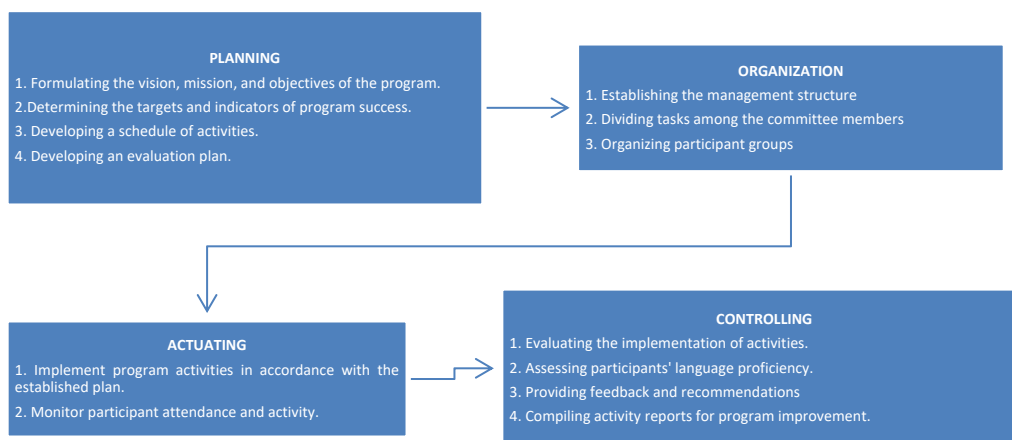 PLANNING
1. Formulating the vision, mission, and objectives of the program.
2.Determining the targets and indicators of program success.
3. Developing a schedule of activities.
4. Developing an evaluation plan.
ORGANIZATION
1. Establishing the management structure
2. Dividing tasks among the committee members
3. Organizing participant groups
ACTUATING
1. Implement program activities in accordance with the
established plan.
2. Monitor participant attendance and activity.
CONTROLLING
1. Evaluating the implementation of activities.
2. Assessing participants' language proficiency.
3. Providing feedback and recommendations
4. Compiling activity reports for program improvement.